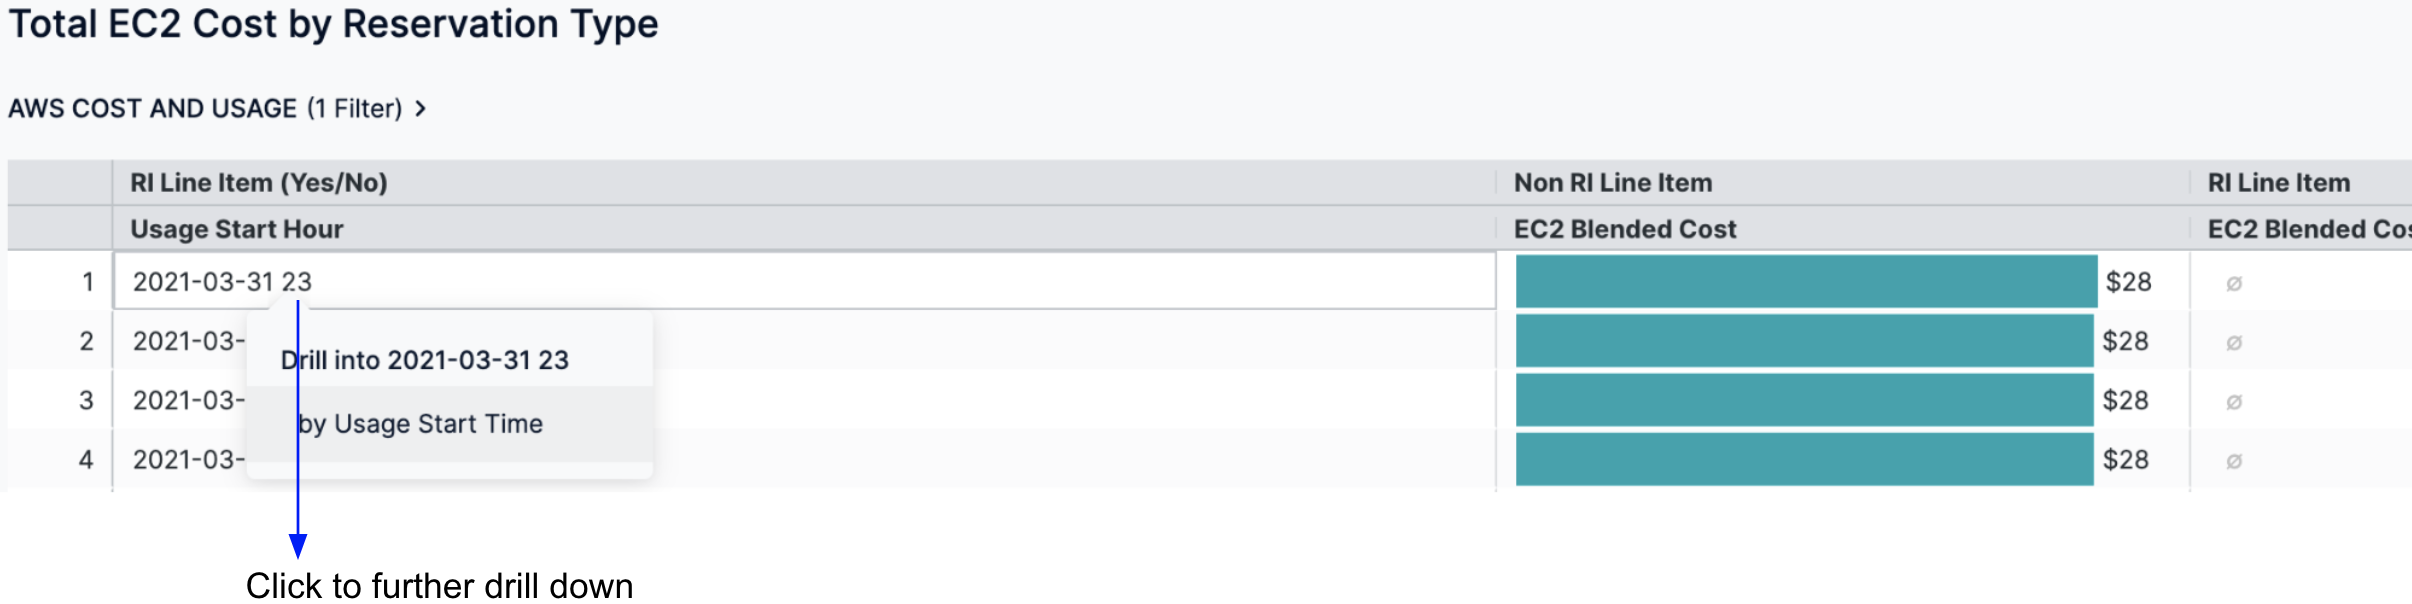 Total EC2 Cost by Reservation Type
AWS COST AND USAGE (1 Filter) >
RI Line Item (Yes/No) Non RI Line Item RI Line Item
Usage Start Hour EC2 Blended Cost EC2 Blended Cos
1 2021-03-31 23 $28 ∅
2 2021-03- $28 ∅
Drill into 2021-03-31 23
3 2021-03- $28 ∅
by Usage Start Time
4 2021-03- $28 ∅
Click to further drill down